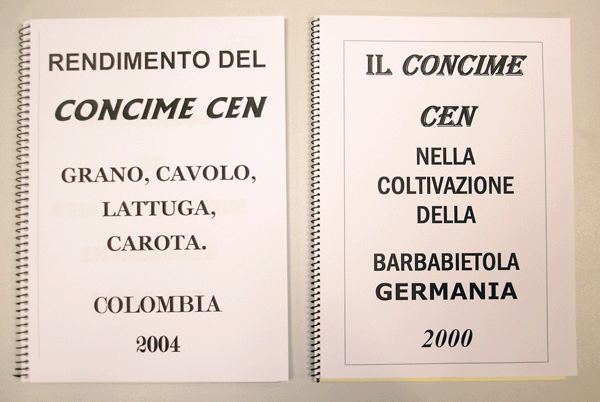 RENDIMENTO DEL
CONCIME CEN
GRANO, CAVOLO,
LATTUGA,
CAROTA.
COLOMBIA
2004
IL CONCIME
CEN
NELLA
COLTIVAZIONE
DELLA
BARBABIETOLA
GERMANIA
2000